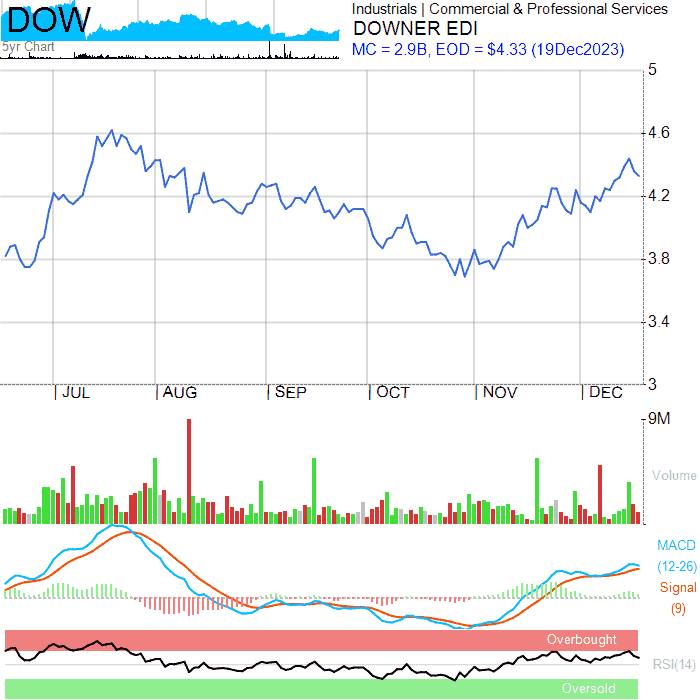 DOW
5yr Chart
Industrials | Commercial & Professional Services
DOWNER EDI
MC = 2.9B, EOD = $4.33 (19Dec2023)
5
4.6
4.2
3.8
3.4
3
JUL AUG SEP OCT NOV DEC
9M
Volume
MACD
(12-26)
Signal
(9)
Overbought
RSI(14)
Oversold